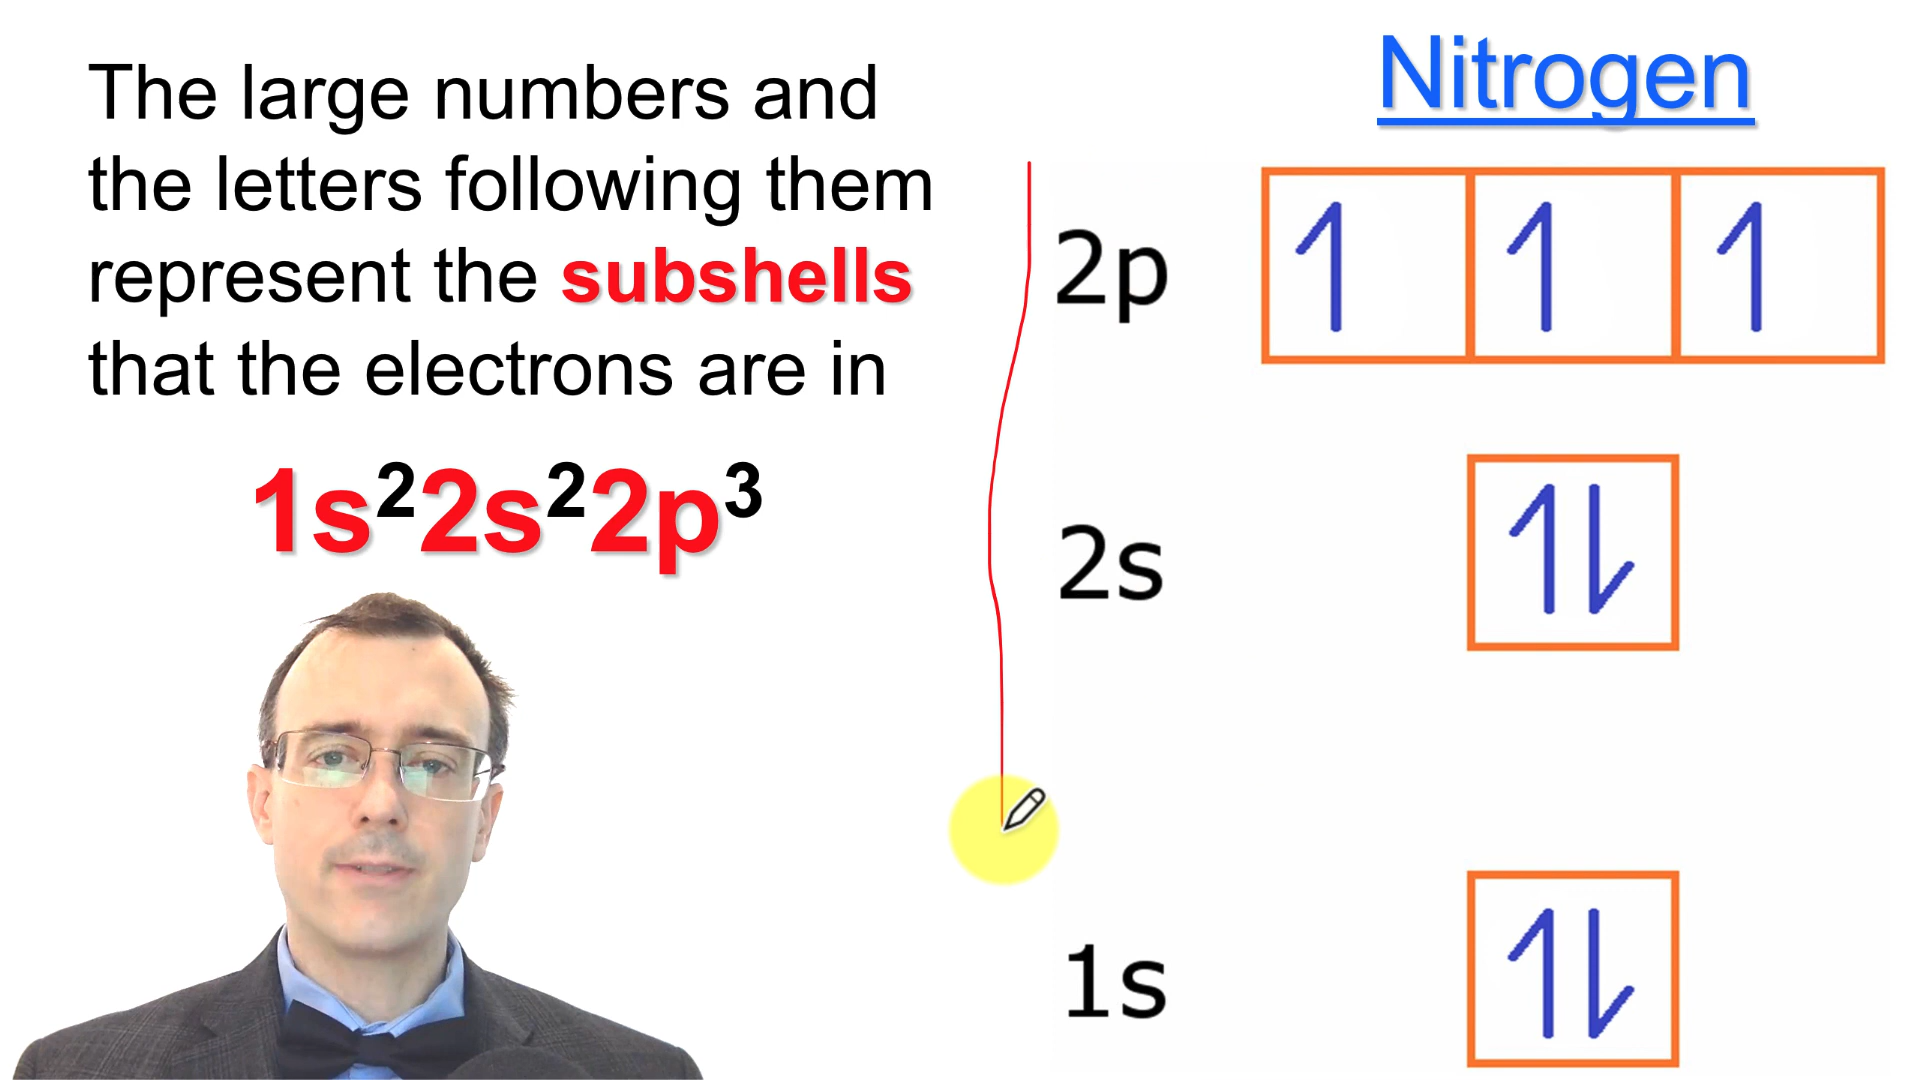 The large numbers and
the letters following them
represent the subshells
that the electrons are in
1s²2s²2p³
Nitrogen
2p
2s
1s